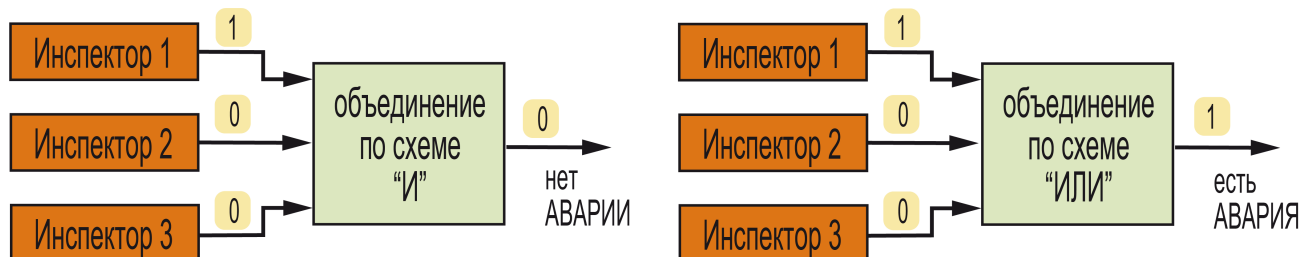 Инспектор 1
1
Инспектор 2
0
Инспектор 3
0
объединение
по схеме
“И”
0
нет
АВАРИИ
Инспектор 1
1
Инспектор 2
0
Инспектор 3
0
объединение
по схеме
“ИЛИ”
1
есть
АВАРИЯ